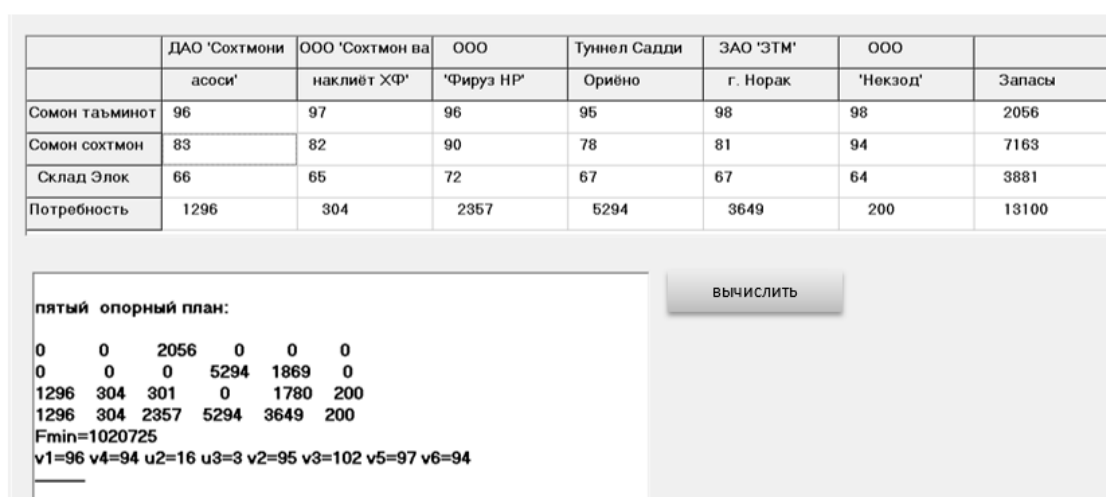 ДАО 'Сохтмони ООО 'Сохтмон ва ООО Туннел Садди ЗАО 'ЗТМ' ООО
асоси' наклиёт ХФ' 'Фируз НР' Ориёно г. Норак 'Некзод' Запасы
Сомон таъминот 96 97 96 95 98 98 2056
Сомон сохтмон 83 82 90 78 81 94 7163
Склад Элок 66 65 72 67 67 64 3881
Потребность 1296 304 2357 5294 3649 200 13100
вычислить
пятый опорный план:
0 0 2056 0 0 0
0 0 0 5294 1869 0
1296 304 301 0 1780 200
1296 304 2357 5294 3649 200
Fmin=1020725
v1=96 v4=94 u2=16 u3=3 v2=95 v3=102 v5=97 v6=94